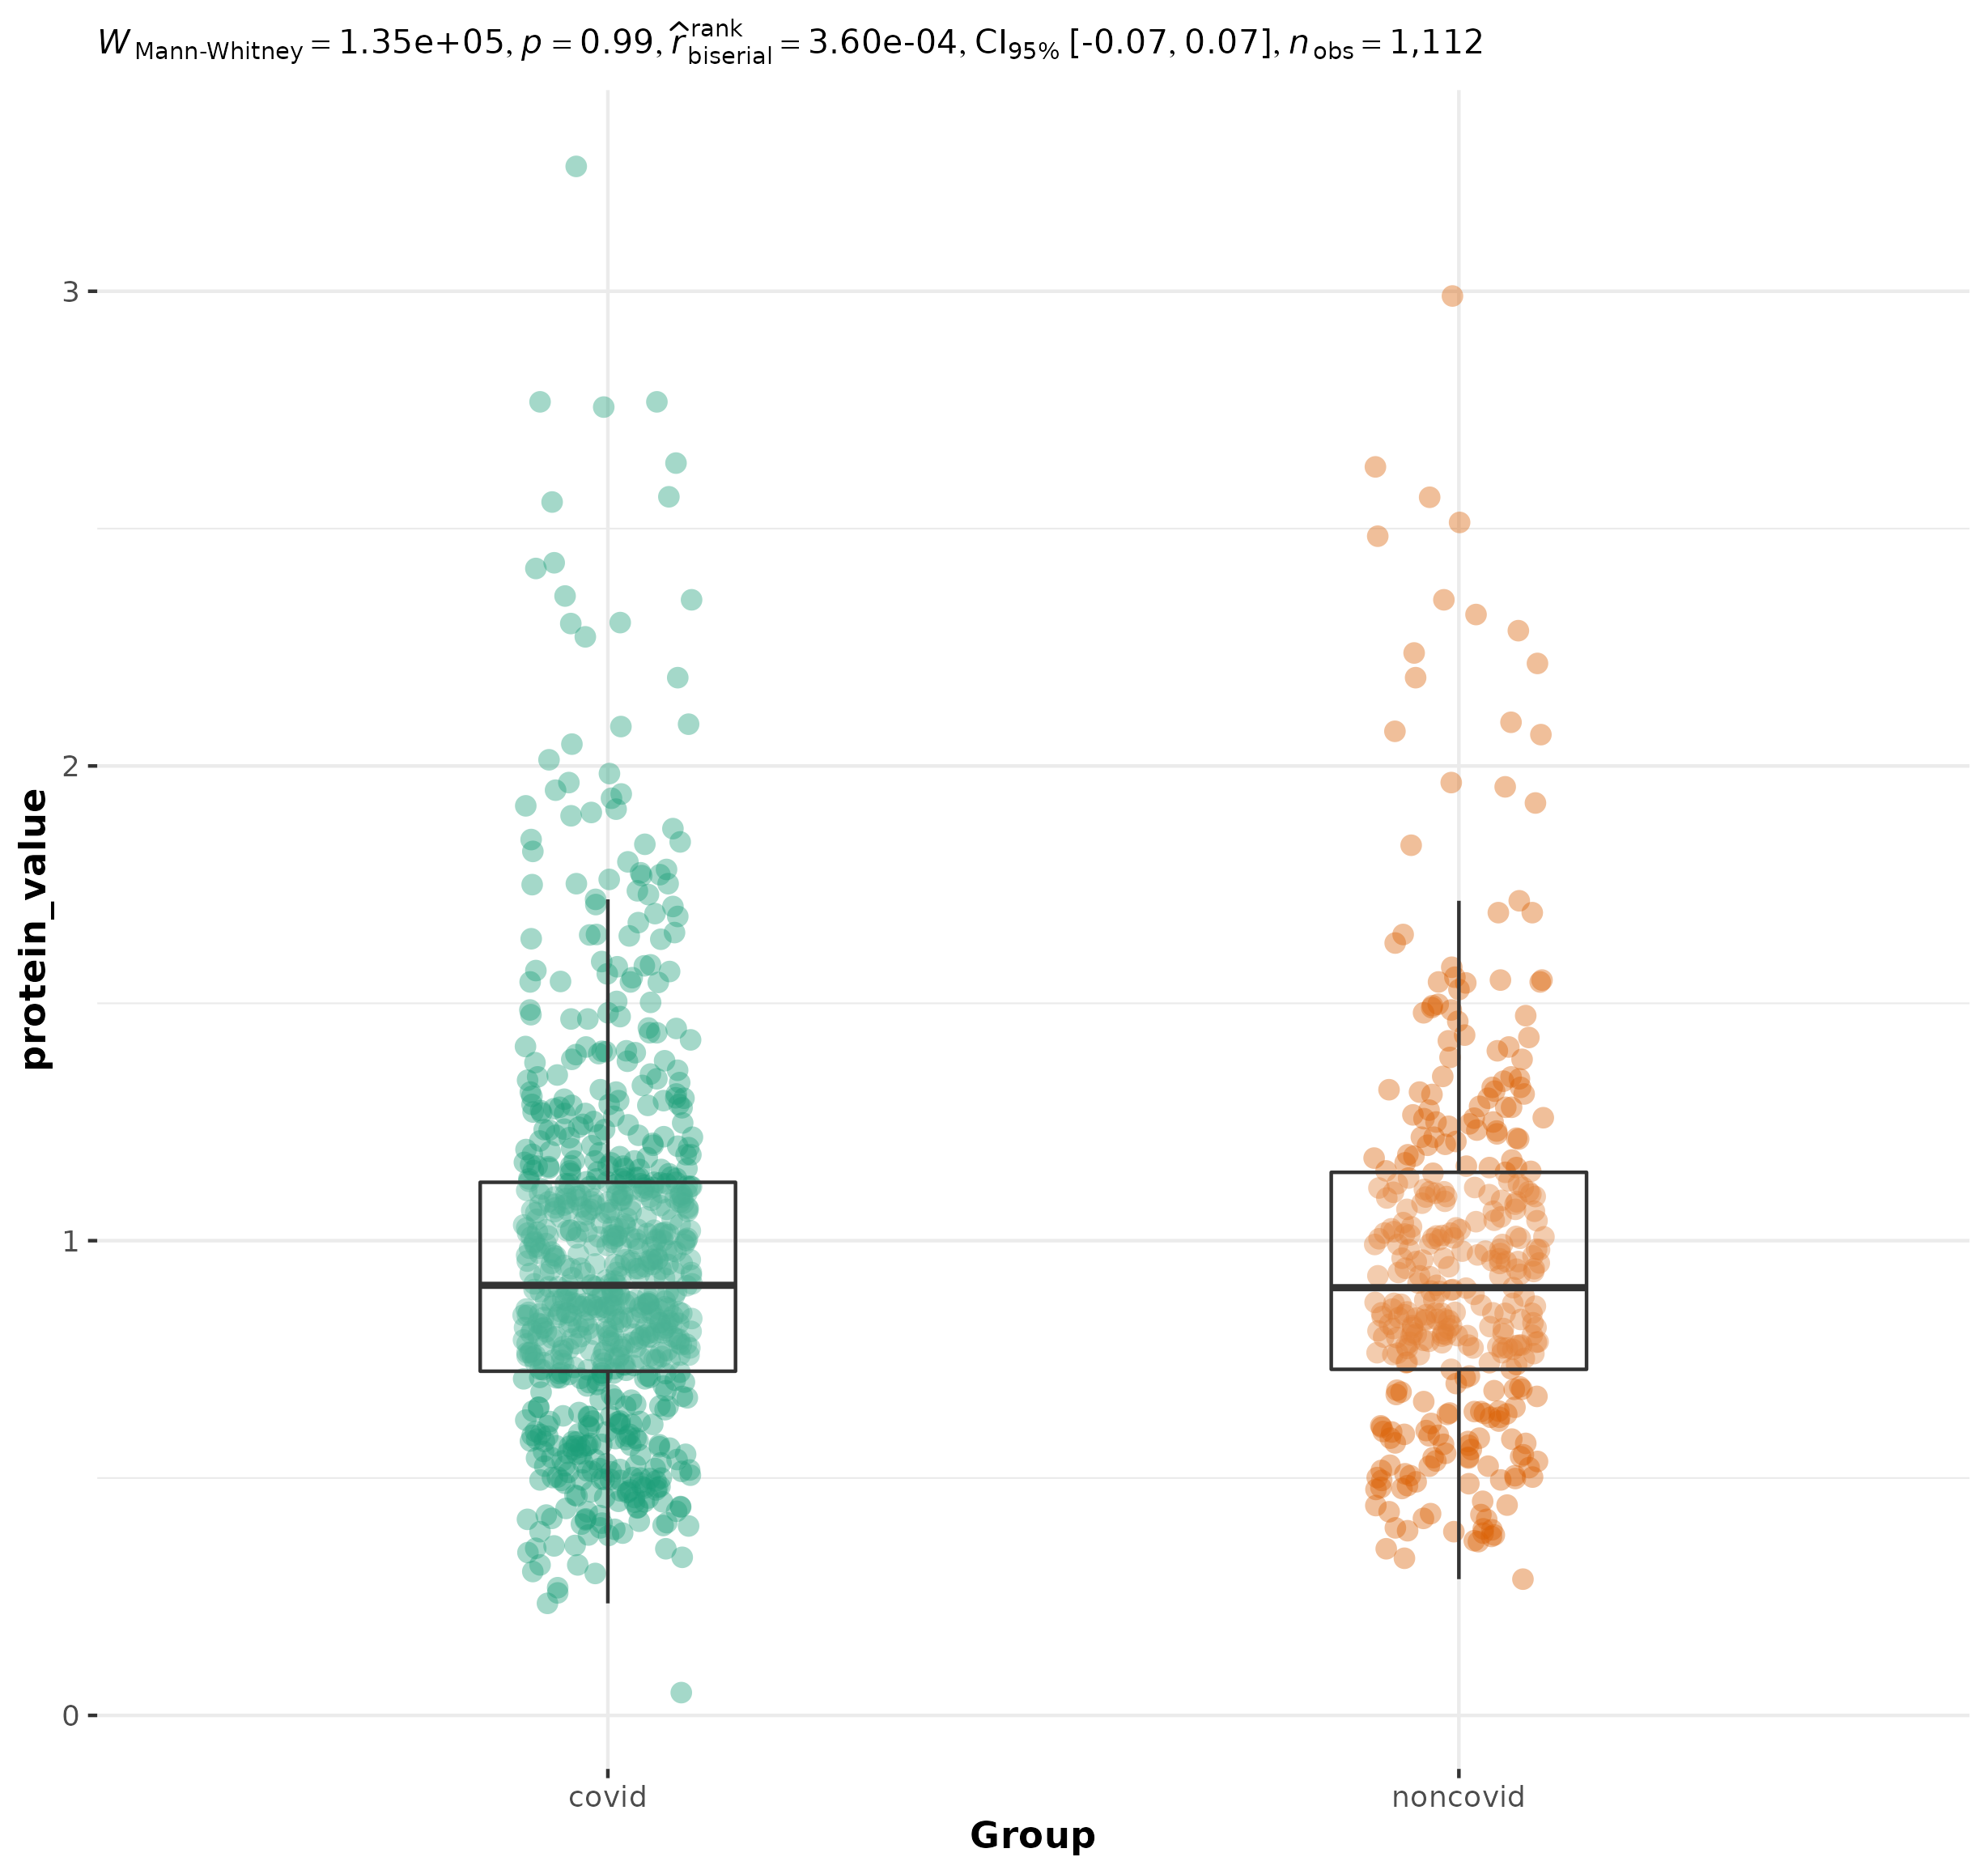 W Mann-Whitney = 1.35e+05, p = 0.99, r̂ rank biserial = 3.60e-04, CI95% [-0.07, 0.07], n obs = 1,112
3
2
1
0
protein_value
covid
noncovid
Group